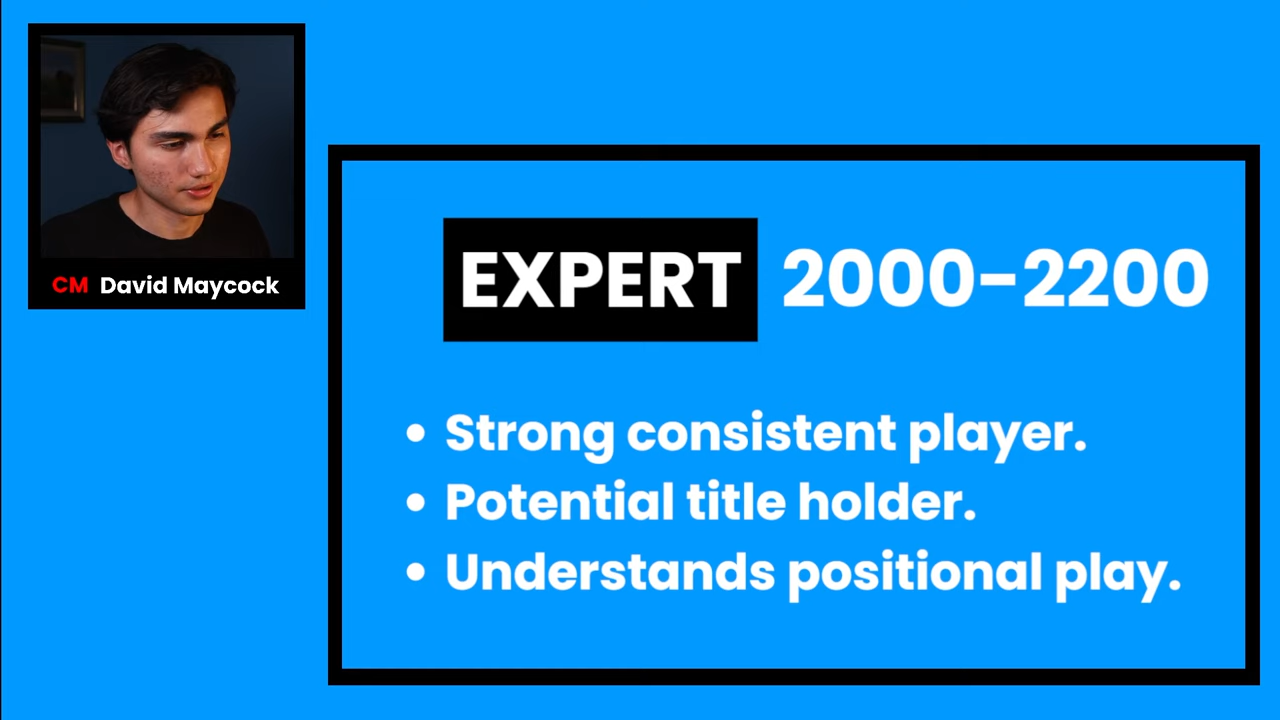 CM David Maycock
EXPERT 2000-2200
• Strong consistent player.
• Potential title holder.
• Understands positional play.